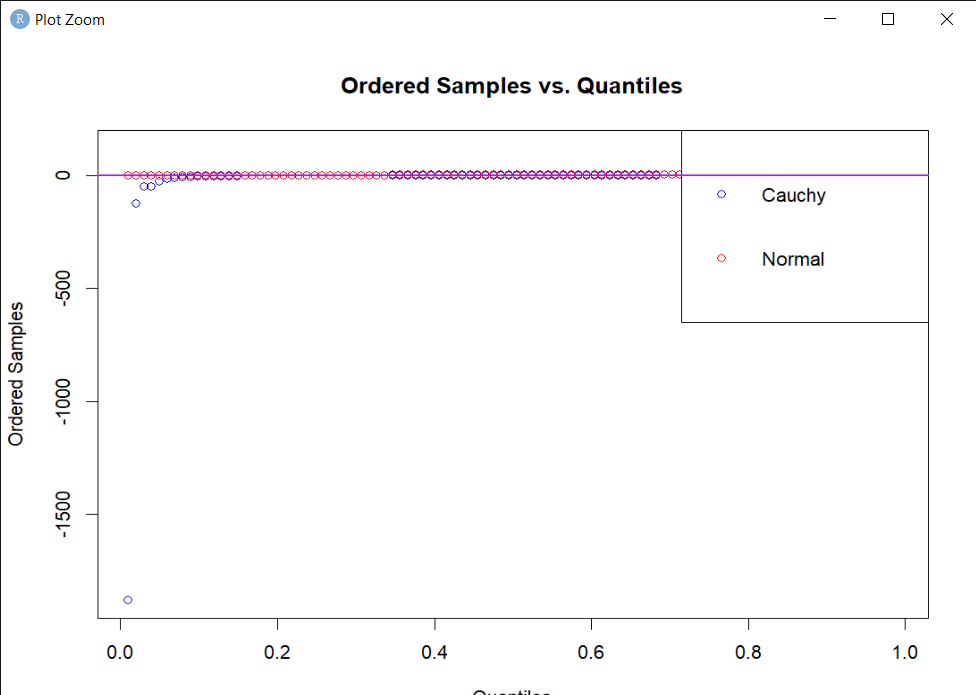 R Plot Zoom
Ordered Samples vs. Quantiles
Ordered Samples
0
-500
-1000
-1500
Cauchy
Normal
0.0 0.2 0.4 0.6 0.8 1.0
Quantiles